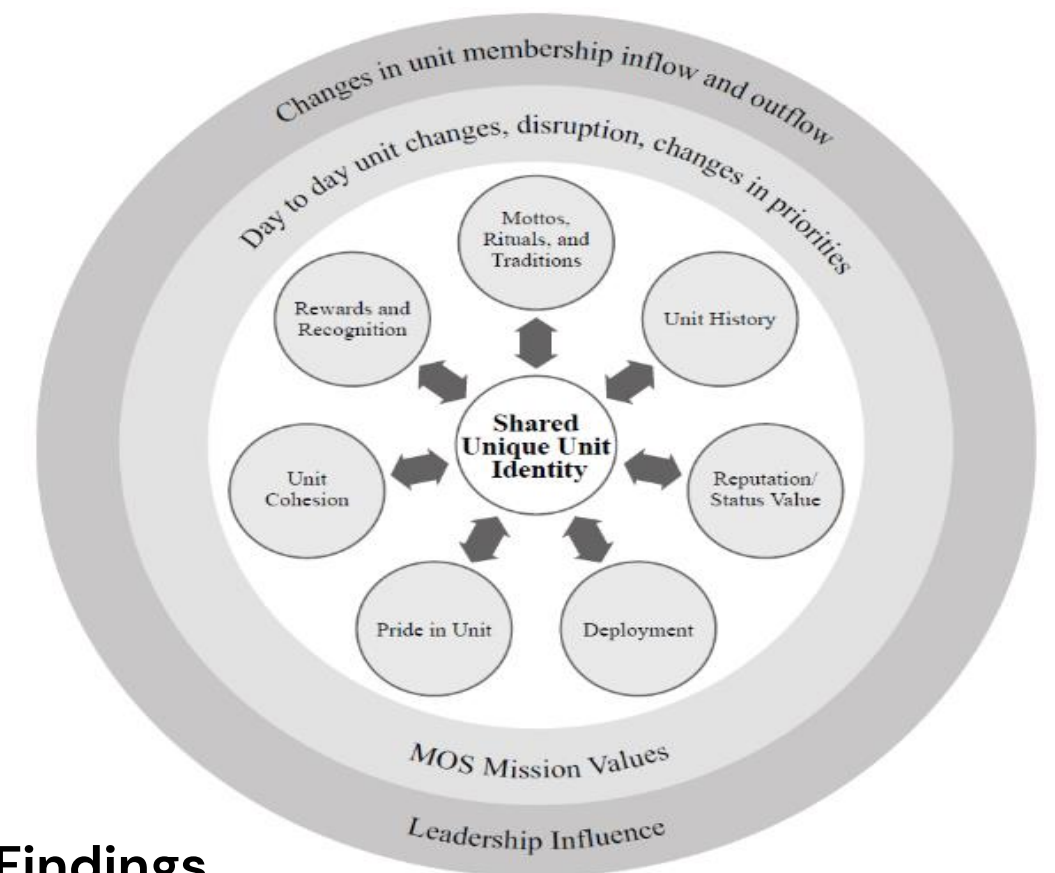 Changes in unit membership inflow and outflow
Day to day unit changes, disruption, changes in priorities
Mottos,
Rituals, and
Traditions
Rewards and
Recognition
Unit History
Shared
Unique Unit
Identity
Unit
Cohesion
Reputation/
Status Value
Pride in Unit
Deployment
MOS Mission Values
Leadership Influence
Findings